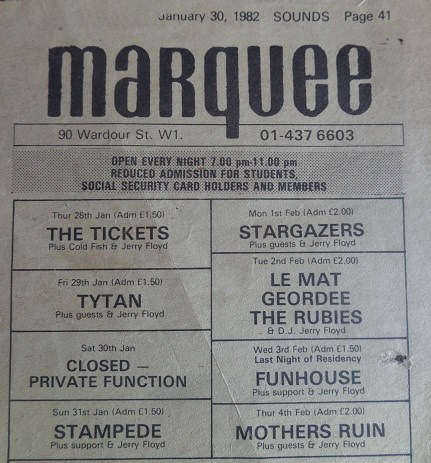 January 30, 1982 SOUNDS Page 41
marquee
90 Wardour St. W1. 01-437 6603
OPEN EVERY NIGHT 7.00 pm-11.00 pm
REDUCED ADMISSION FOR STUDENTS,
SOCIAL SECURITY CARD HOLDERS AND MEMBERS
Thur 28th Jan (Adm £1.50)
THE TICKETS
Plus Cold Fish & Jerry Floyd
Fri 29th Jan (Adm £1.50)
TYTAN
Plus guests & Jerry Floyd
Sat 30th Jan
CLOSED –
PRIVATE FUNCTION
Sun 31st Jan (Adm £1.50)
STAMPEDE
Plus support & Jerry Floyd
Mon 1st Feb (Adm £2.00)
STARGAZERS
Plus guests & Jerry Floyd
Tue 2nd Feb (Adm £2.00)
LE MAT
GEORDEE
THE RUBIES
& D.J. Jerry Floyd
Wed 3rd Feb (Adm £1.50)
Last Night of Residency
FUNHOUSE
Plus support & Jerry Floyd
Thur 4th Feb (Adm £2.00)
MOTHERS RUIN
Plus guests & Jerry Floyd